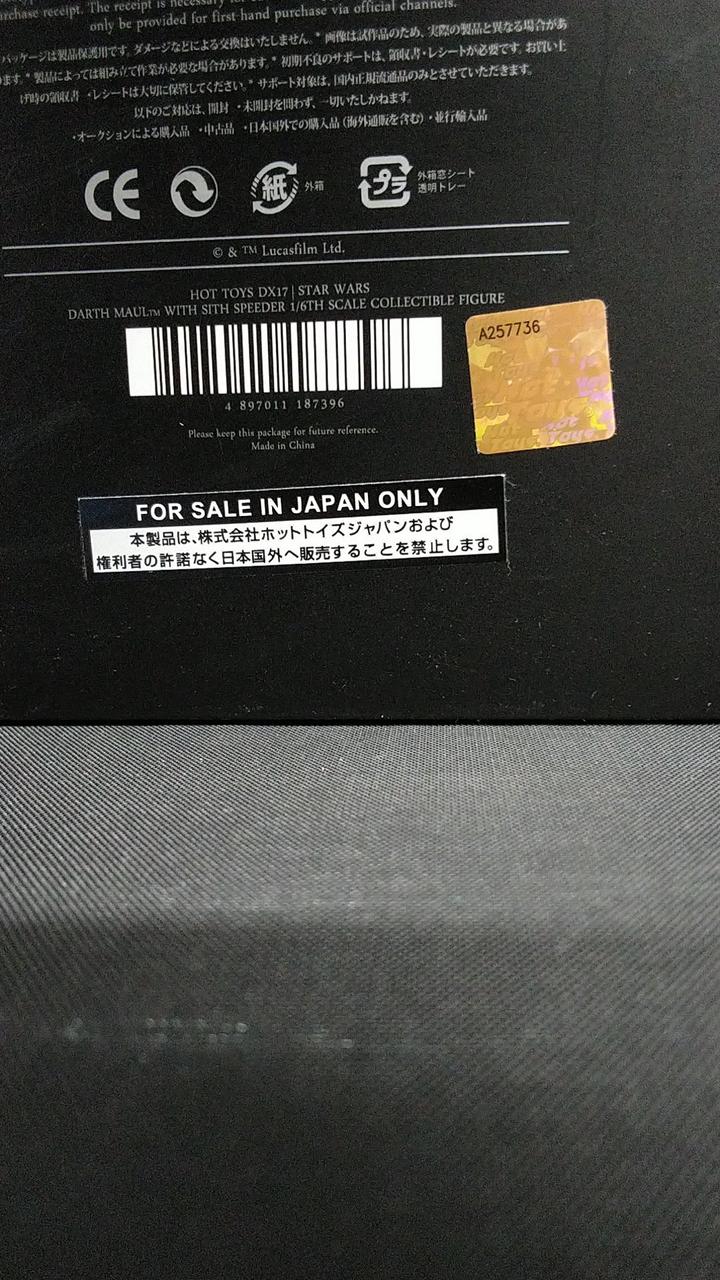 purchase receipt. The receipt is necessary for
only be provided for first-hand purchase via official channels.
パッケージは製品保護用です、ダメージなどによる交換はいたしません。* 画像は試作品のため、実際の製品と異なる場合があ
ます。* 製品によっては組み立て作業が必要な場合があります。* 初期不良のサポートは、領収書・レシートが必要です。お買い上
げ時の領収書・レシートは大切に保管してください。* サポート対象は、国内正規流通品のみとさせていただきます。
以下のご対応は、開封・未開封を問わず、一切いたしかねます。
・オークションによる購入品 ・中古品 ・日本国外での購入品(海外通販を含む)・並行輸入品
CE
紙 外箱
プラ 外箱窓シート
透明トレー
© & ™ Lucasfilm Ltd.
HOT TOYS DX17 | STAR WARS
DARTH MAUL™ WITH SITH SPEEDER 1/6TH SCALE COLLECTIBLE FIGURE
A257736
4 897011 187396
Please keep this package for future reference.
Made in China
FOR SALE IN JAPAN ONLY
本製品は、株式会社ホットトイズジャパンおよび
権利者の許諾なく日本国外へ販売することを禁止します。